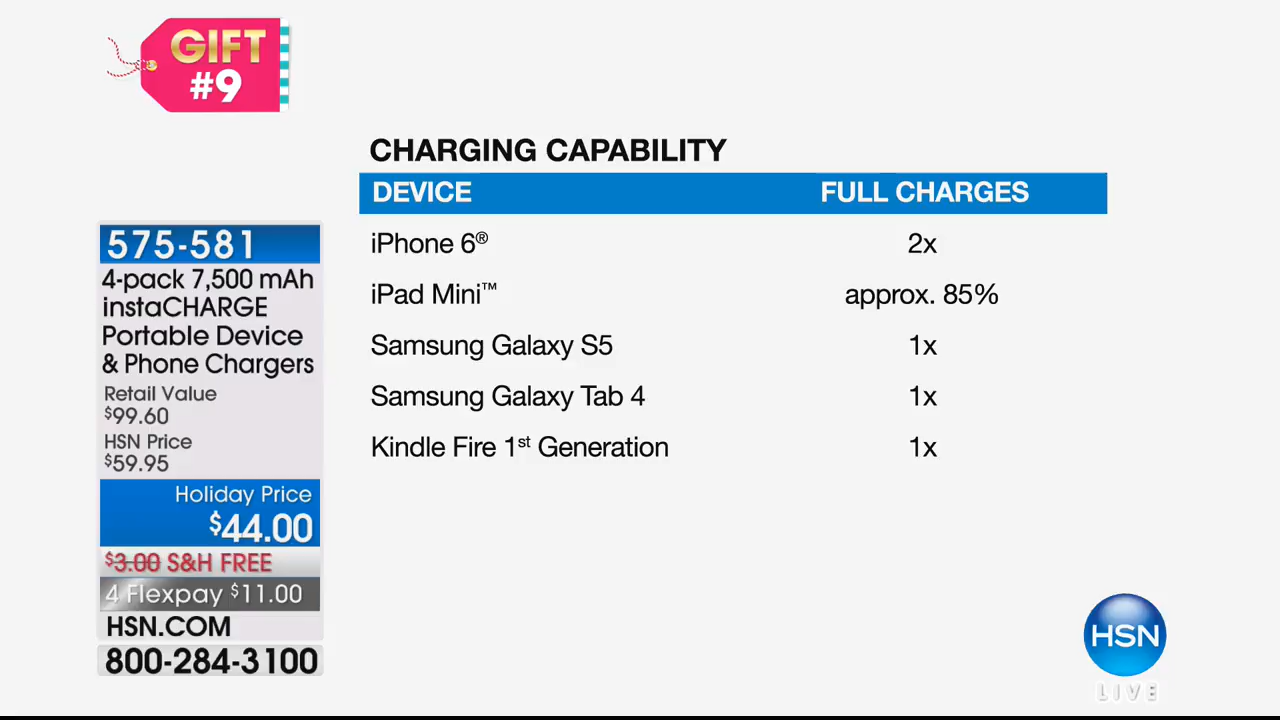 GIFT
#9
CHARGING CAPABILITY
DEVICE FULL CHARGES
iPhone 6® 2x
iPad Mini™ approx. 85%
Samsung Galaxy S5 1x
Samsung Galaxy Tab 4 1x
Kindle Fire 1st Generation 1x
575-581
4-pack 7,500 mAh
instaCHARGE
Portable Device
& Phone Chargers
Retail Value
$99.60
HSN Price
$59.95
Holiday Price
$44.00
$3.00 S&H FREE
4 Flexpay $11.00
HSN.COM
800-284-3100
HSN
LIVE